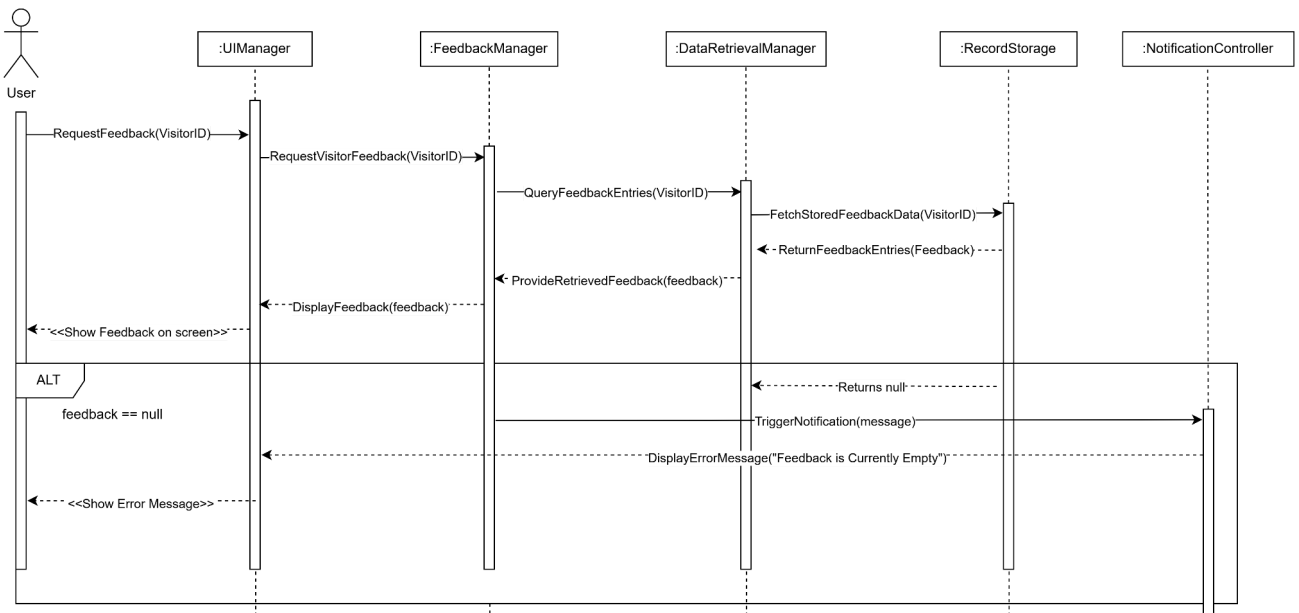 :UIManager
:FeedbackManager
:DataRetrievalManager
:RecordStorage
:NotificationController
User
RequestFeedback(VisitorID)
RequestVisitorFeedback(VisitorID)
QueryFeedbackEntries(VisitorID)
FetchStoredFeedbackData(VisitorID)
ReturnFeedbackEntries(Feedback)
ProvideRetrievedFeedback(feedback)
DisplayFeedback(feedback)
<<Show Feedback on screen>>
ALT
Returns null
feedback == null
TriggerNotification(message)
DisplayErrorMessage("Feedback is Currently Empty")
<<Show Error Message>>